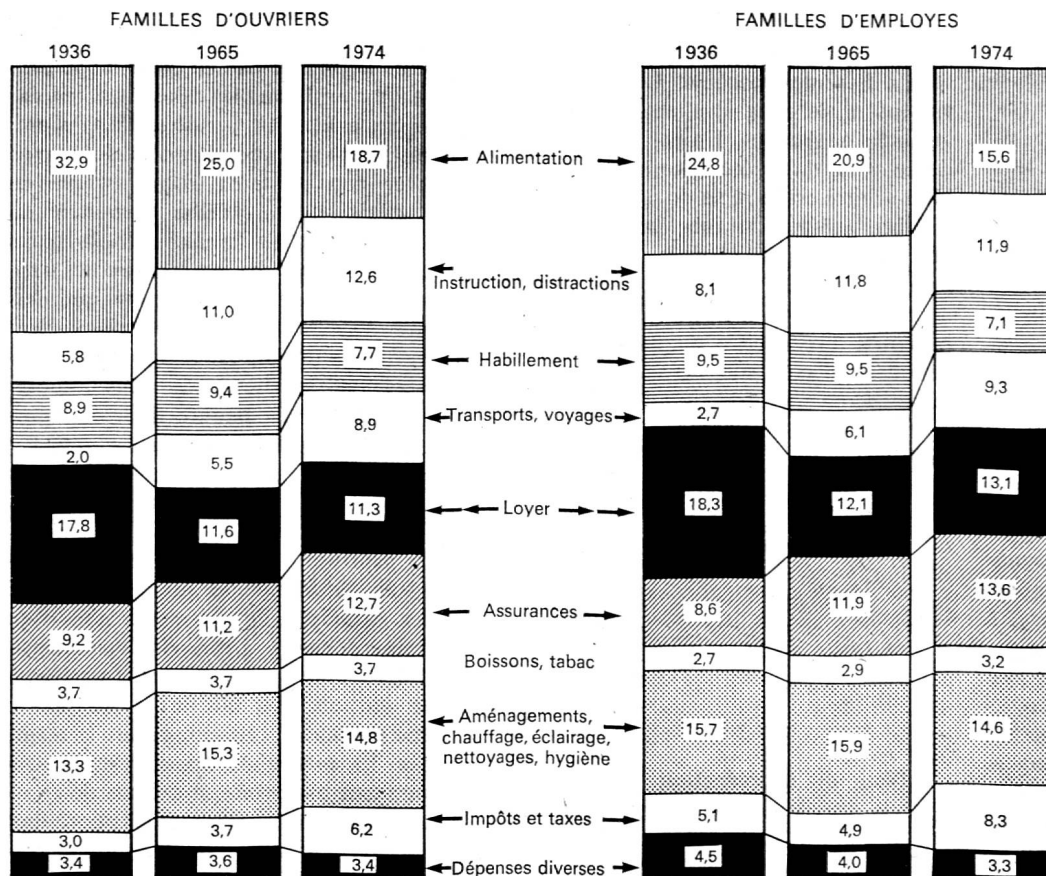 FAMILLES D'OUVRIERS
FAMILLES D'EMPLOYES
1936 1965 1974
1936 1965 1974
32,9 25,0 18,7 Alimentation 24,8 20,9 15,6
5,8 11,0 12,6 Instruction, distractions 8,1 11,8 11,9
8,9 9,4 7,7 Habillement 9,5 9,5 7,1
2,0 5,5 8,9 Transports, voyages 2,7 6,1 9,3
17,8 11,6 11,3 Loyer 18,3 12,1 13,1
9,2 11,2 12,7 Assurances 8,6 11,9 13,6
3,7 3,7 3,7 Boissons, tabac 2,7 2,9 3,2
13,3 15,3 14,8 Aménagements,
chauffage, éclairage,
nettoyages, hygiène 15,7 15,9 14,6
3,0 3,7 6,2 Impôts et taxes 5,1 4,9 8,3
3,4 3,6 3,4 Dépenses diverses 4,5 4,0 3,3